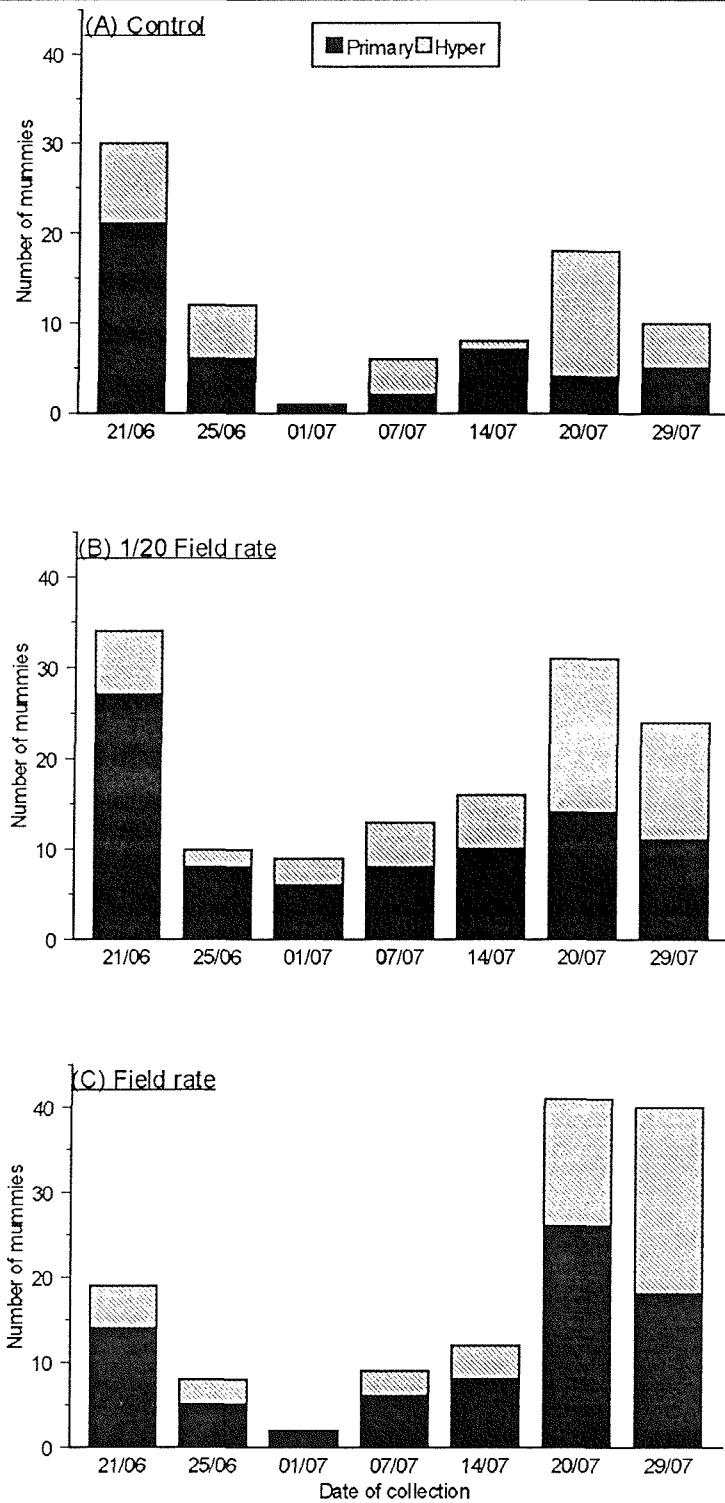 (A) Control
Primary Hyper
40
30
20
10
0
Number of mummies
21/06 25/06 01/07 07/07 14/07 20/07 29/07
(B) 1/20 Field rate
40
30
20
10
0
Number of mummies
21/06 25/06 01/07 07/07 14/07 20/07 29/07
(C) Field rate
40
30
20
10
0
Number of mummies
21/06 25/06 01/07 07/07 14/07 20/07 29/07
Date of collection